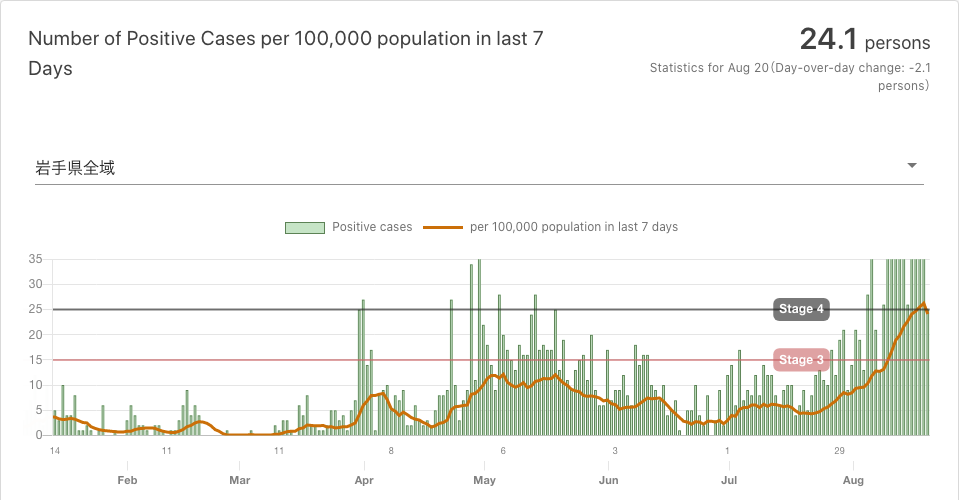 Number of Positive Cases per 100,000 population in last 7
Days
24.1 persons
Statistics for Aug 20(Day-over-day change: -2.1
persons)
岩手県全域
Positive cases
per 100,000 population in last 7 days
35
30
25
20
15
10
5
0
Stage 4
Stage 3
14 11 11 8 6 3 1 29
Feb Mar Apr May Jun Jul Aug